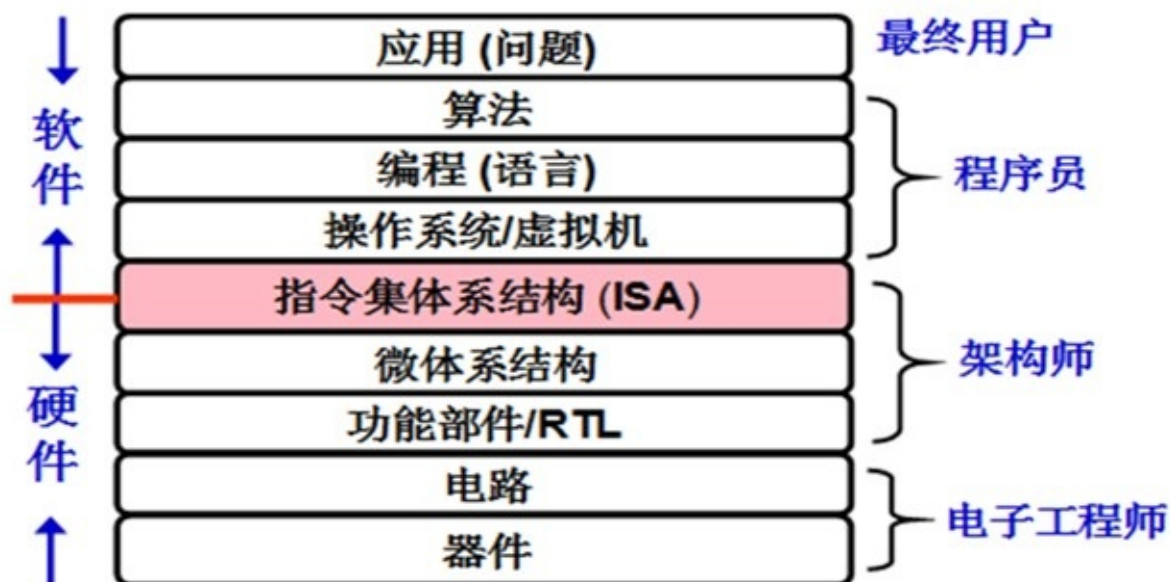 应用 (问题)
最终用户
算法
编程 (语言)
操作系统/虚拟机
程序员
软件
指令集体系结构 (ISA)
微体系结构
功能部件/RTL
架构师
硬件
电路
器件
电子工程师